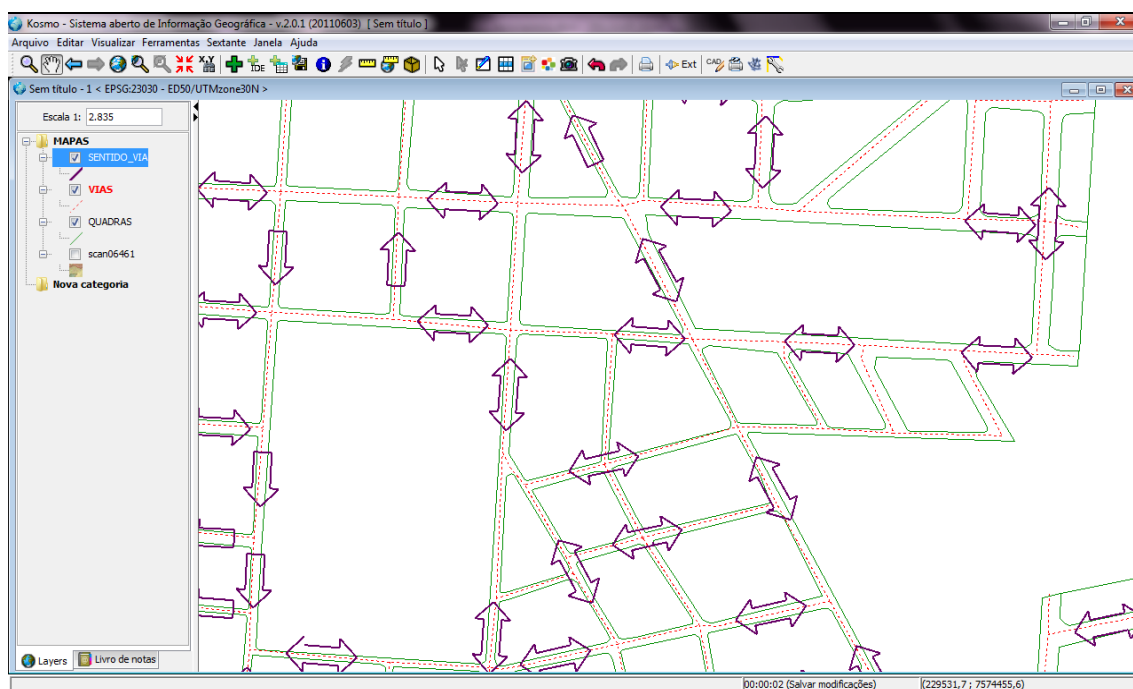 Kosmo - Sistema aberto de Informação Geográfica - v.2.0.1 (20110603)  [ Sem título ]
Arquivo Editar Visualizar Ferramentas Sextante Janela Ajuda
X,Y IDE Ext CAD
Sem título - 1 < EPSG:23030 - ED50/UTMzone30N >
Escala 1: 2.835
MAPAS
SENTIDO_VIA
VIAS
QUADRAS
scan06461
Nova categoria
Layers Livro de notas
00:00:02 (Salvar modificações) (229531,7 ; 7574455,6)